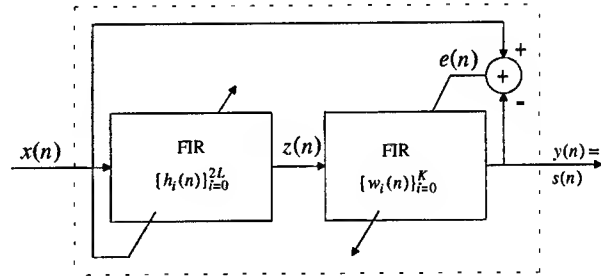 +
e(n)
+
-
x(n)
FIR
{h_i(n)}_{i=0}^{2L}
z(n)
FIR
{w_i(n)}_{i=0}^{K}
y(n) =
s(n)